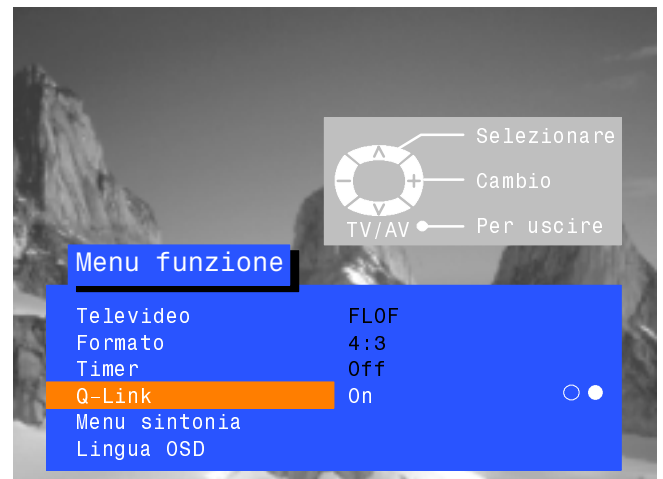 Selezionare
Cambio
TV/AV Per uscire
Menu funzione
Televideo FLOF
Formato 4:3
Timer Off
Q-Link On
Menu sintonia
Lingua OSD